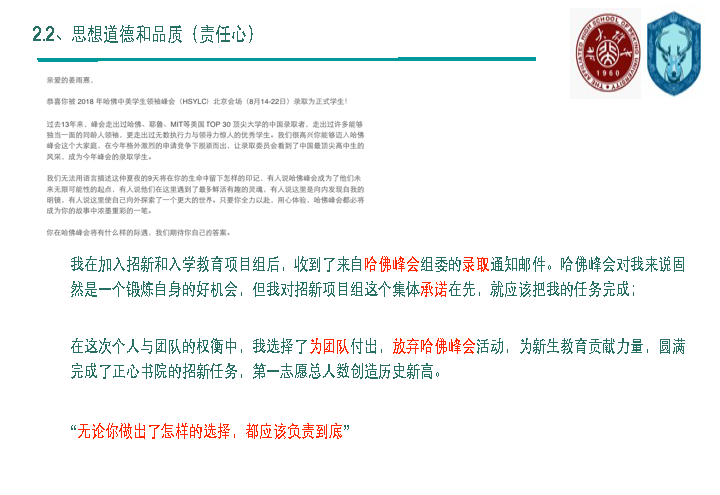 2.2、思想道德和品质（责任心）
THE AFFILIATED HIGH SCHOOL OF PEKING UNIVERSITY
北大附中
1960
亲爱的姜雨熹，
恭喜你被 2018 年哈佛中美学生领袖峰会（HSYLC）北京会场（8月14-22日）录取为正式学生！
过去13年来，峰会走出过哈佛、耶鲁、MIT等美国 TOP 30 顶尖大学的中国录取者，走出过许多能够
独当一面的同龄人领袖，更走出过无数执行力与领导力惊人的优秀学生。我们很高兴你能够迈入哈佛
峰会这个大家庭，在今年格外激烈的申请竞争下脱颖而出，让录取委员会看到了中国最顶尖高中生的
风采，成为今年峰会的录取学生。
我们无法用语言描述这仲夏夜的9天将在你的生命中留下怎样的印记，有人说哈佛峰会成为了他们未
来无限可能性的起点，有人说他们在这里遇到了最多鲜活有趣的灵魂，有人说这里是向内发现自我的
明镜，有人说这里使自己向外探索了一个更大的世界。只要你全力以赴，用心体验，哈佛峰会都必将
成为你的故事中浓墨重彩的一笔。
你在哈佛峰会将有什么样的际遇，我们期待你自己的答案。
我在加入招新和入学教育项目组后，收到了来自哈佛峰会组委的录取通知邮件。哈佛峰会对我来说固
然是一个锻炼自身的好机会，但我对招新项目组这个集体承诺在先，就应该把我的任务完成；
在这次个人与团队的权衡中，我选择了为团队付出，放弃哈佛峰会活动，为新生教育贡献力量，圆满
完成了正心书院的招新任务，第一志愿总人数创造历史新高。
“无论你做出了怎样的选择，都应该负责到底”